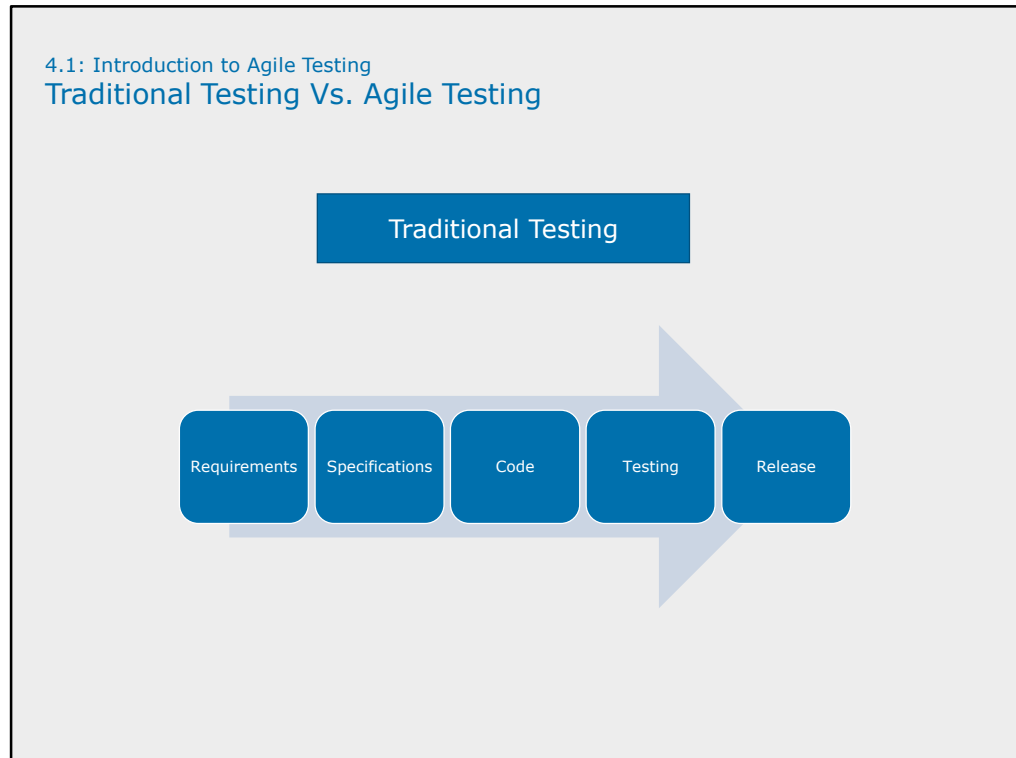 4.1: Introduction to Agile Testing
Traditional Testing Vs. Agile Testing
Traditional Testing
Requirements
Specifications
Code
Testing
Release